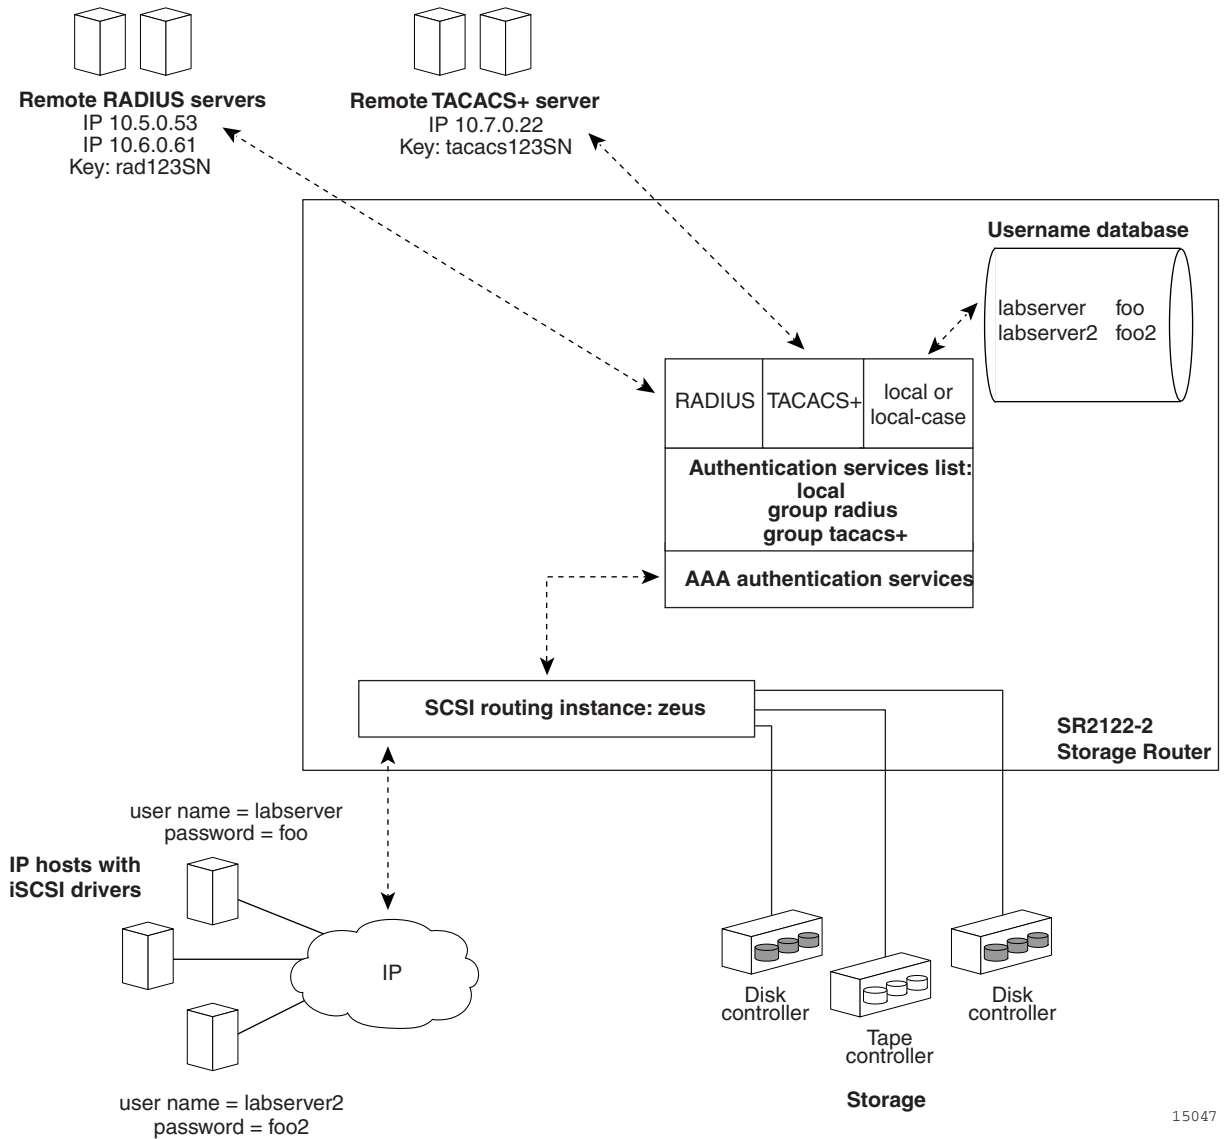 Remote RADIUS servers
IP 10.5.0.53
IP 10.6.0.61
Key: rad123SN
Remote TACACS+ server
IP 10.7.0.22
Key: tacacs123SN
Username database
labserver foo
labserver2 foo2
RADIUS
TACACS+
local or
local-case
Authentication services list:
local
group radius
group tacacs+
AAA authentication services
SCSI routing instance: zeus
SR2122-2
Storage Router
user name = labserver
password = foo
IP hosts with
iSCSI drivers
IP
user name = labserver2
password = foo2
Disk
controller
Tape
controller
Disk
controller
Storage
15047